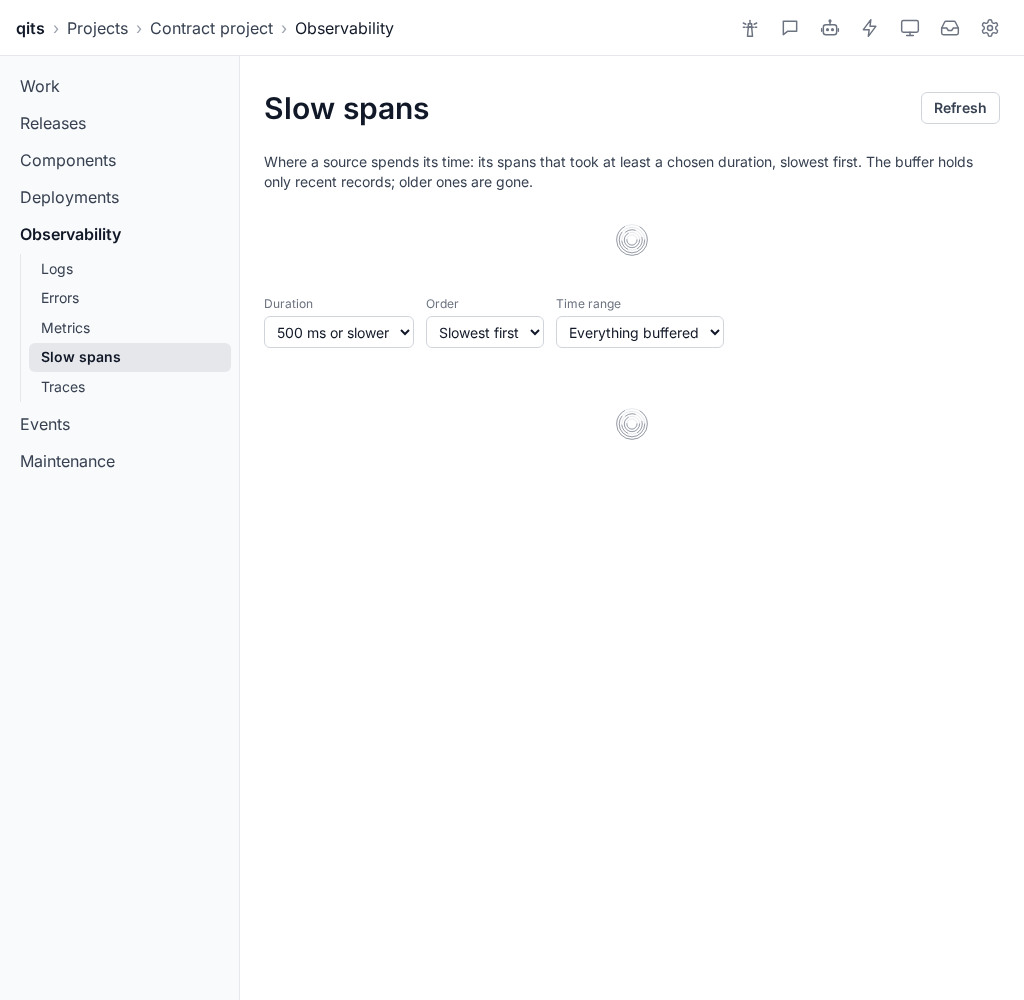 qits › Projects › Contract project › Observability
Work
Releases
Components
Deployments
Observability
Logs
Errors
Metrics
Slow spans
Traces
Events
Maintenance
Slow spans
Refresh
Where a source spends its time: its spans that took at least a chosen duration, slowest first. The buffer holds
only recent records; older ones are gone.
Duration
Order
Time range
500 ms or slower
Slowest first
Everything buffered